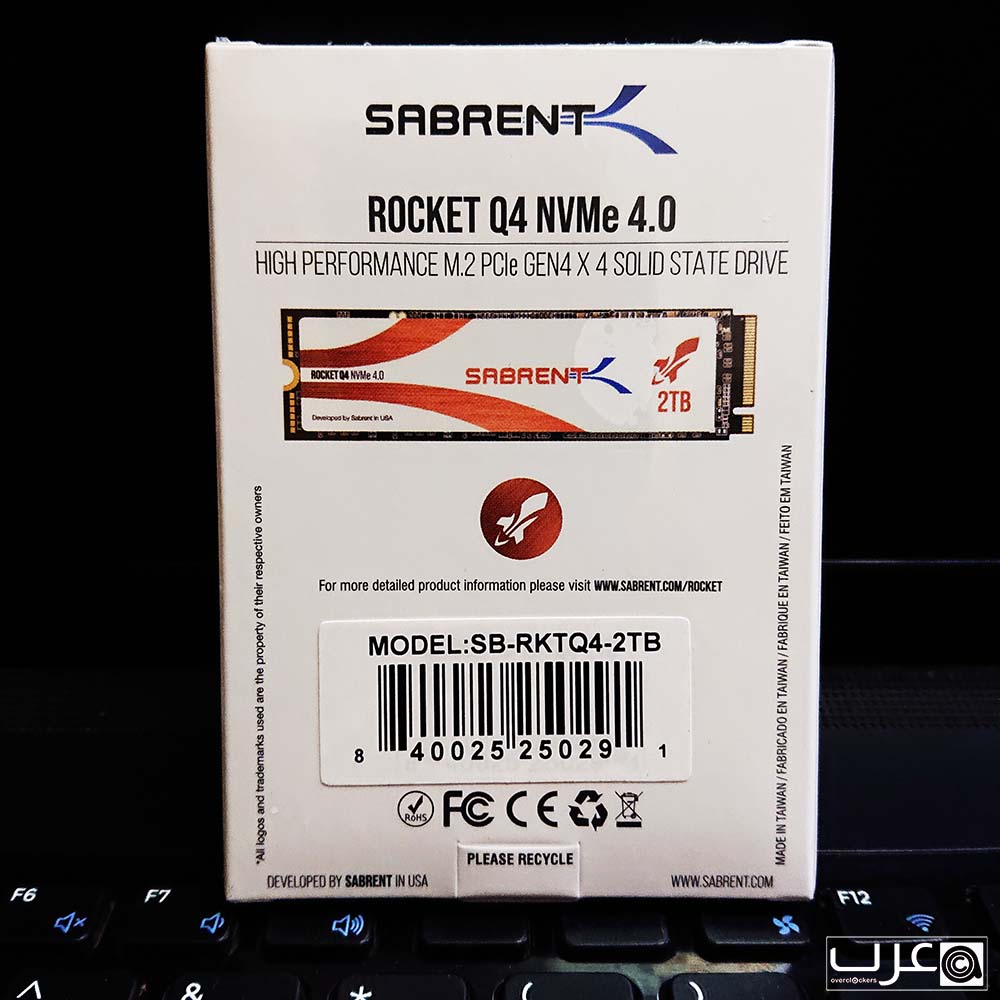 SABRENT
ROCKET Q4 NVMe 4.0
HIGH PERFORMANCE M.2 PCIe GEN4 X 4 SOLID STATE DRIVE
ROCKET Q4 NVMe 4.0
SABRENT
2TB
Developed by Sabrent in USA
*All logos and trademarks used are the property of their respective owners
MADE IN TAIWAN / FABRICADO EN TAIWAN / FABRIQUE EN TAIWAN / FEITO EM TAIWAN
For more detailed product information please visit WWW.SABRENT.COM/ROCKET
MODEL:SB-RKTQ4-2TB
8 40025 25029 1
RoHS FC CE
PLEASE RECYCLE
DEVELOPED BY SABRENT IN USA
WWW.SABRENT.COM
F6 F7 F12
^ & * ( )
عرب
overclockers